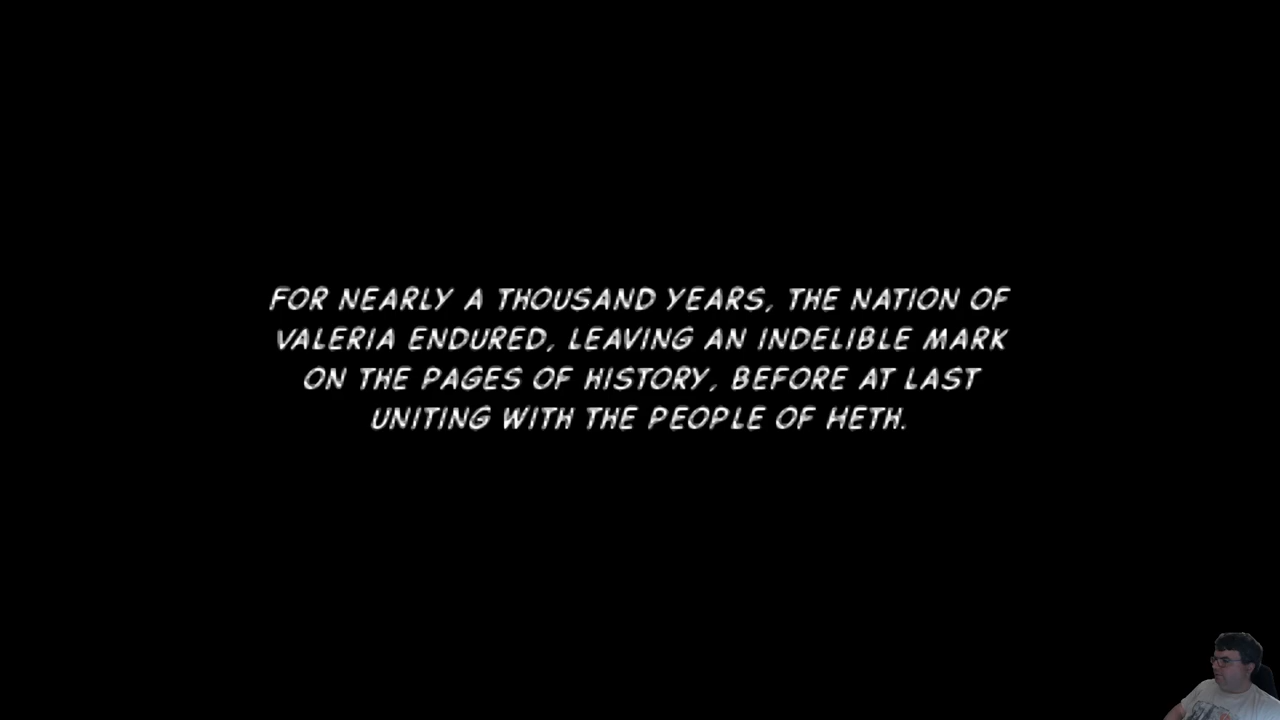 FOR NEARLY A THOUSAND YEARS, THE NATION OF
VALERIA ENDURED, LEAVING AN INDELIBLE MARK
ON THE PAGES OF HISTORY, BEFORE AT LAST
UNITING WITH THE PEOPLE OF HETH.